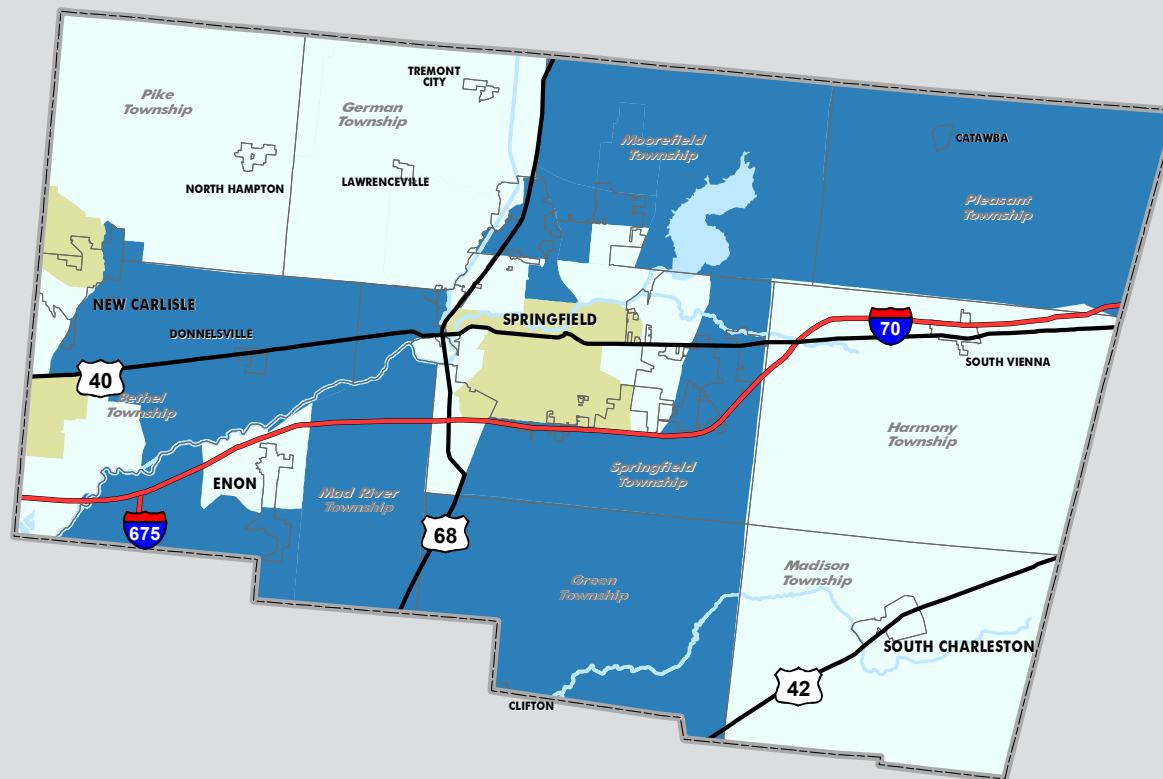 TREMONT
CITY
Pike
Township
German
Township
Moorefield
Township
CATAWBA
NORTH HAMPTON
LAWRENCEVILLE
Pleasant
Township
NEW CARLISLE
DONNELSVILLE
SPRINGFIELD
70
SOUTH VIENNA
40
Bethel
Township
Harmony
Township
ENON
Mad River
Township
Springfield
Township
675
68
Green
Township
Madison
Township
SOUTH CHARLESTON
42
CLIFTON